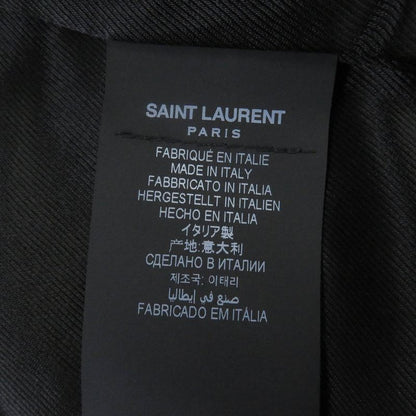 SAINT LAURENT
PARIS
FABRIQUÉ EN ITALIE
MADE IN ITALY
FABBRICATO IN ITALIA
HERGESTELLT IN ITALIEN
HECHO EN ITALIA
イタリア製
产地:意大利
СДЕЛАНО В ИТАЛИИ
제조국: 이태리
صنع في إيطاليا
FABRICADO EM ITÁLIA